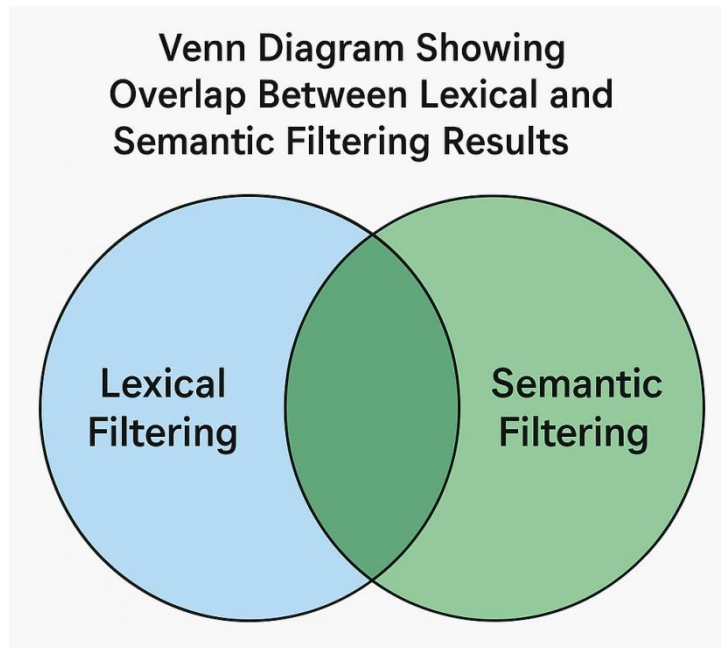 Venn Diagram Showing
Overlap Between Lexical and
Semantic Filtering Results
Lexical
Filtering
Semantic
Filtering